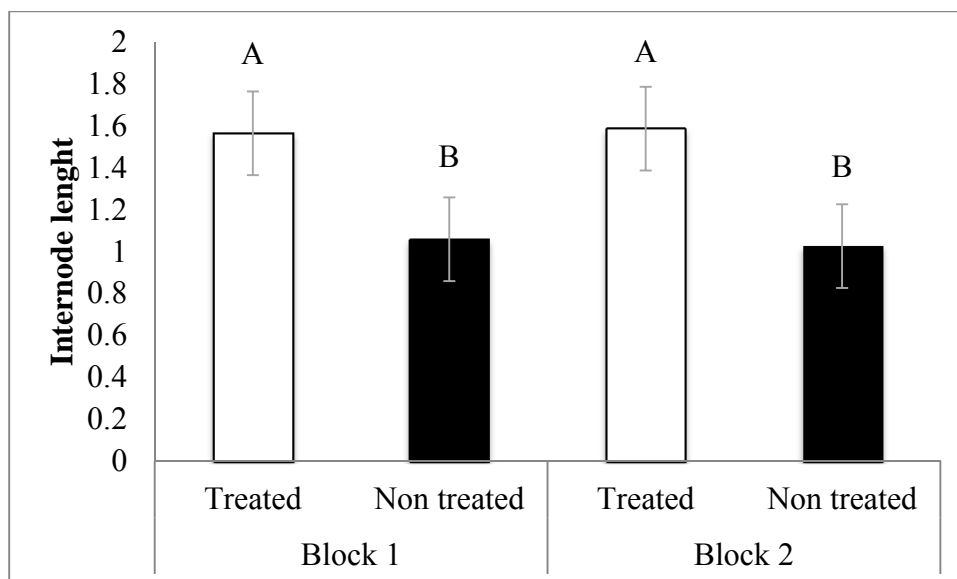 Internode lenght
2
1.8
1.6
1.4
1.2
1
0.8
0.6
0.4
0.2
0
A
B
A
B
Treated Non treated Treated Non treated
Block 1 Block 2